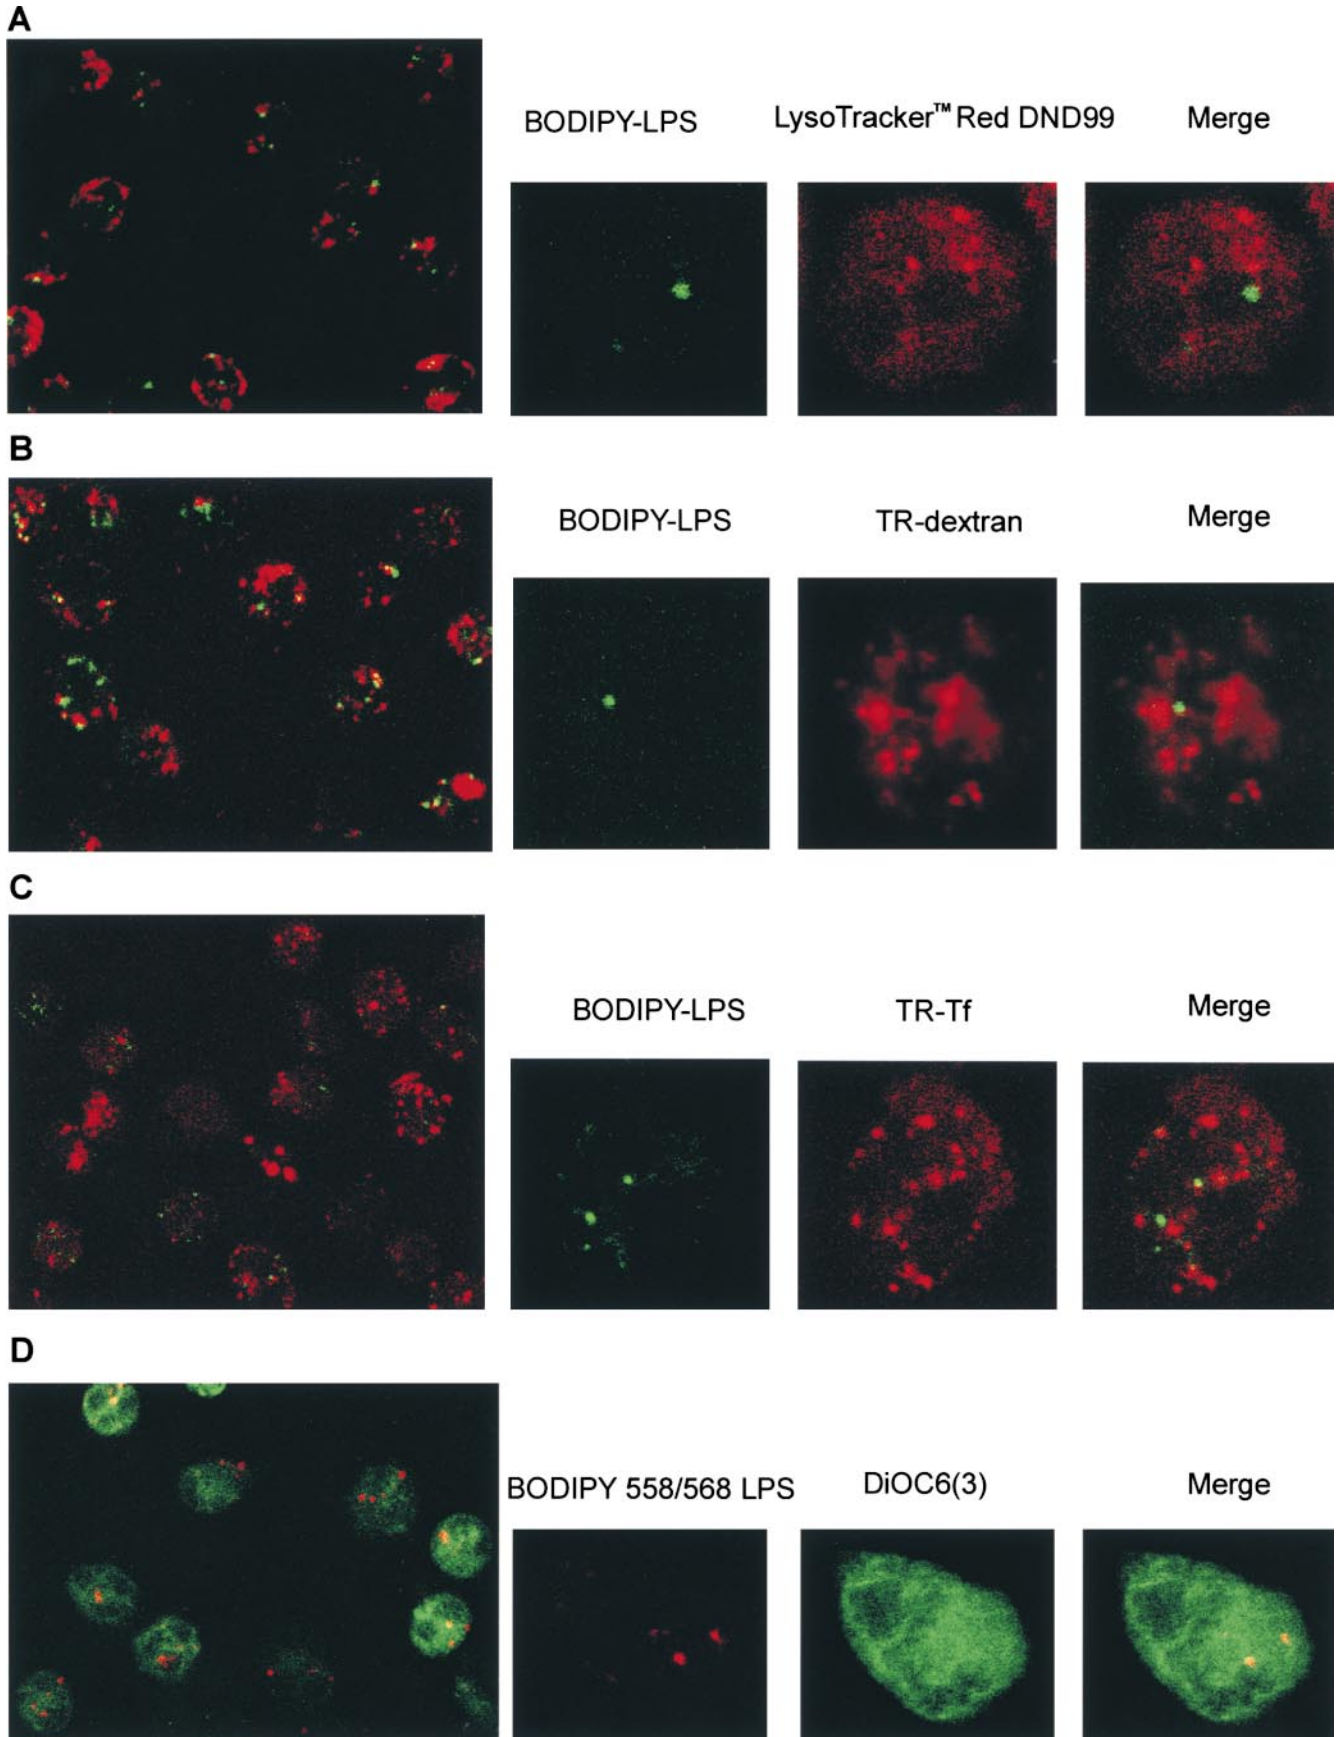 A
BODIPY-LPS LysoTracker™ Red DND99 Merge
B
BODIPY-LPS TR-dextran Merge
C
BODIPY-LPS TR-Tf Merge
D
BODIPY 558/568 LPS DiOC6(3) Merge